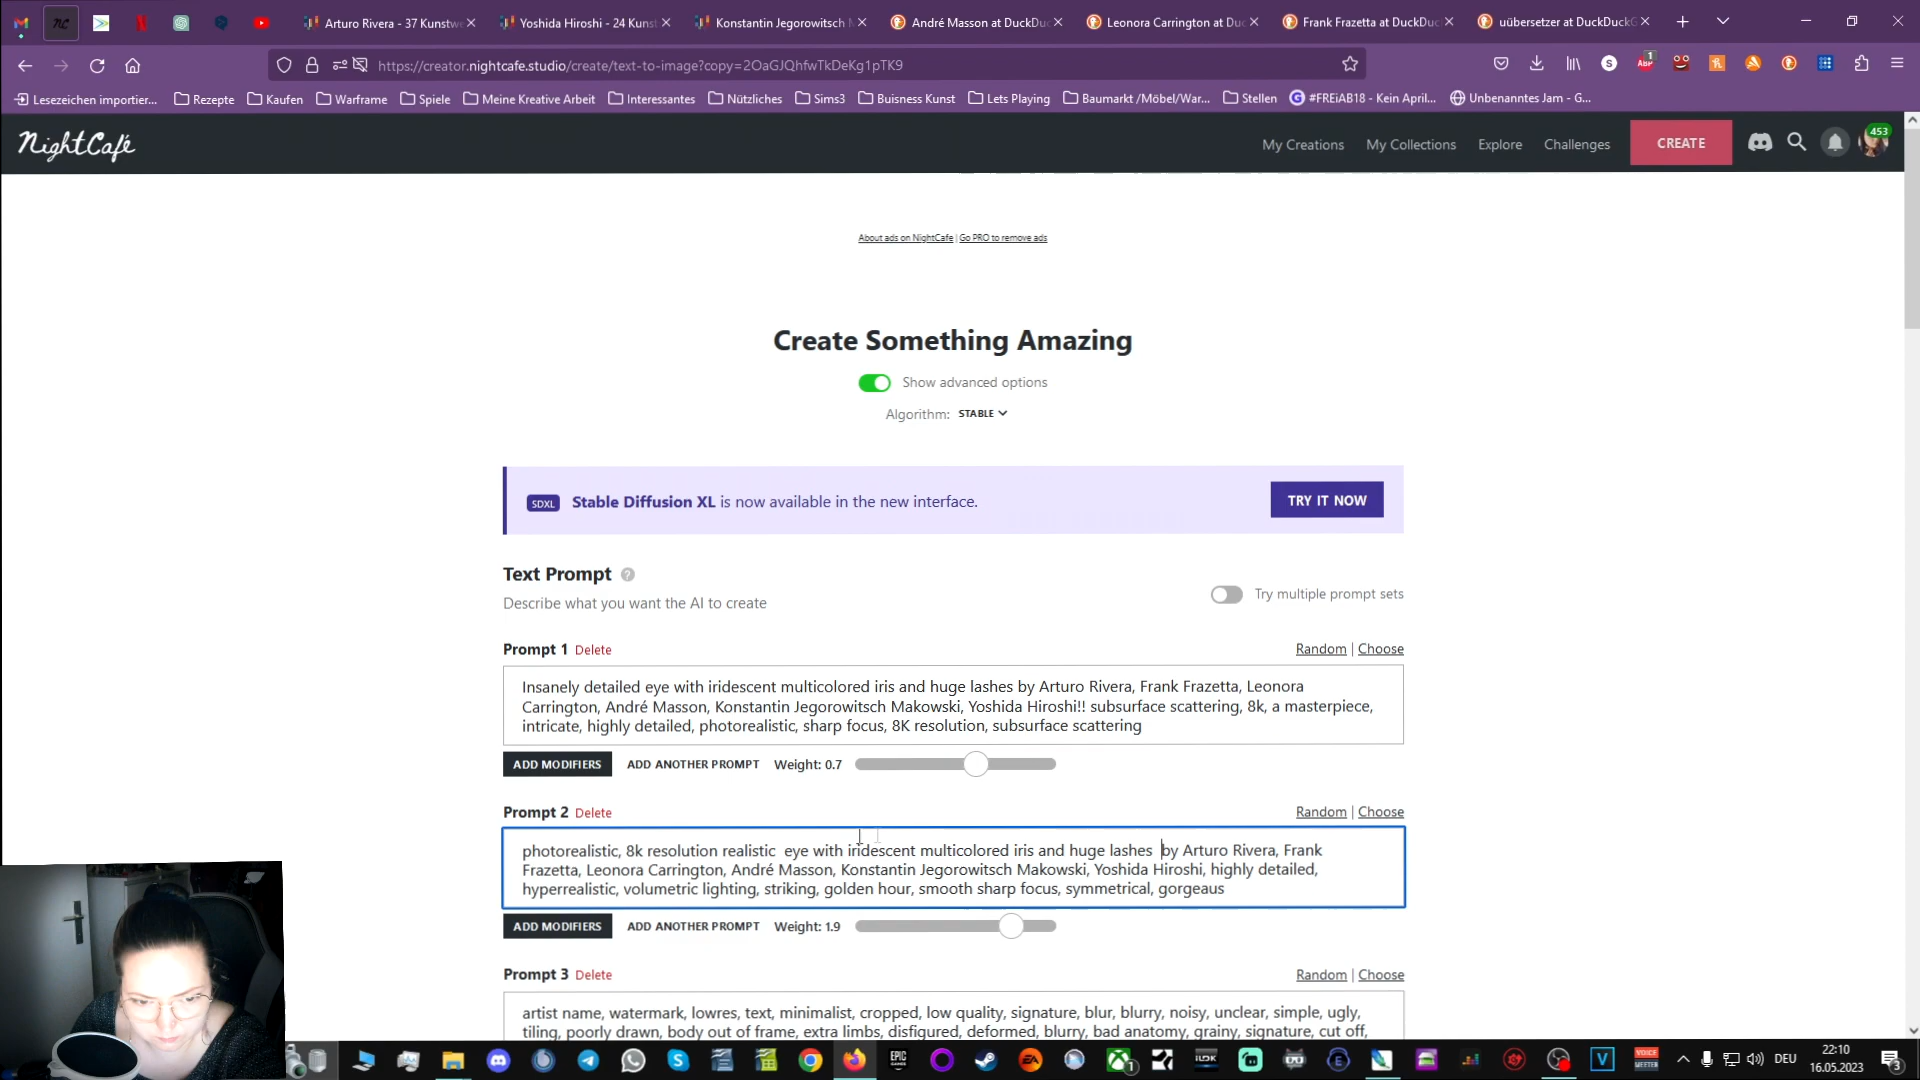 Arturo Rivera - 37 Kunstwe
Yoshida Hiroshi - 24 Kunst
Konstantin Jegorowitsch M
André Masson at DuckDu
Leonora Carrington at Duc
Frank Frazetta at DuckDu
uübersetzer at DuckDuckG
https://creator.nightcafe.studio/create/text-to-image?copy=2OaGJQhfwTkDeKg1pTK9
S
ABP
1
Lesezeichen importier...
Rezepte
Kaufen
Warframe
Spiele
Meine Kreative Arbeit
Interessantes
Nützliches
Sims3
Buisness Kunst
Lets Playing
Baumarkt /Möbel/War...
Stellen
#FREiAB18 - Kein April...
Unbenanntes Jam - G...
NightCafé
My Creations
My Collections
Explore
Challenges
CREATE
453
About ads on NightCafe | Go PRO to remove ads
Create Something Amazing
Show advanced options
Algorithm: STABLE
SDXL
Stable Diffusion XL is now available in the new interface.
TRY IT NOW
Text Prompt ?
Describe what you want the AI to create
Try multiple prompt sets
Prompt 1 Delete
Random | Choose
Insanely detailed eye with iridescent multicolored iris and huge lashes by Arturo Rivera, Frank Frazetta, Leonora
Carrington, André Masson, Konstantin Jegorowitsch Makowski, Yoshida Hiroshi!! subsurface scattering, 8k, a masterpiece,
intricate, highly detailed, photorealistic, sharp focus, 8K resolution, subsurface scattering
ADD MODIFIERS
ADD ANOTHER PROMPT
Weight: 0.7
Prompt 2 Delete
Random | Choose
photorealistic, 8k resolution realistic eye with iridescent multicolored iris and huge lashes by Arturo Rivera, Frank
Frazetta, Leonora Carrington, André Masson, Konstantin Jegorowitsch Makowski, Yoshida Hiroshi, highly detailed,
hyperrealistic, volumetric lighting, striking, golden hour, smooth sharp focus, symmetrical, gorgeaus
ADD MODIFIERS
ADD ANOTHER PROMPT
Weight: 1.9
Prompt 3 Delete
Random | Choose
artist name, watermark, lowres, text, minimalist, cropped, low quality, signature, blur, blurry, noisy, unclear, simple, ugly,
tiling, poorly drawn, body out of frame, extra limbs, disfigured, deformed, blurry, bad anatomy, grainy, signature, cut off,
EPIC GAMES
EA
DEU
22:10
16.05.2023
3